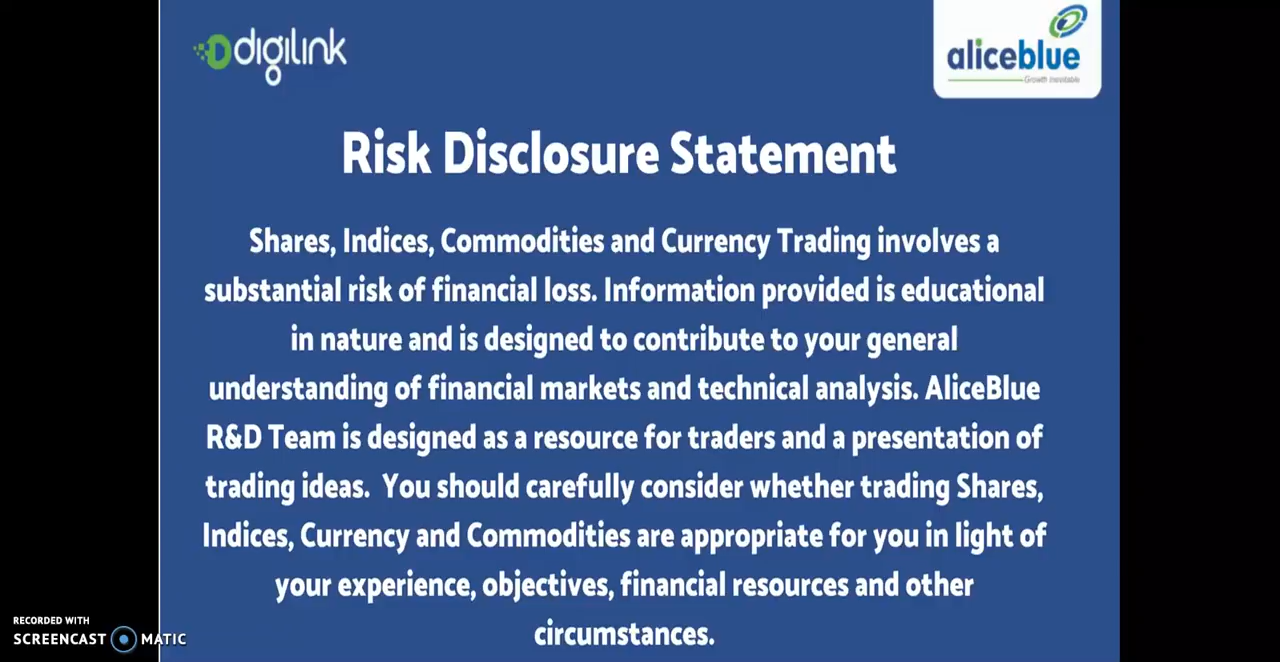 digilink
aliceblue
Growth Inevitable
Risk Disclosure Statement
Shares, Indices, Commodities and Currency Trading involves a
substantial risk of financial loss. Information provided is educational
in nature and is designed to contribute to your general
understanding of financial markets and technical analysis. AliceBlue
R&D Team is designed as a resource for traders and a presentation of
trading ideas.  You should carefully consider whether trading Shares,
Indices, Currency and Commodities are appropriate for you in light of
your experience, objectives, financial resources and other
circumstances.
RECORDED WITH
SCREENCAST MATIC